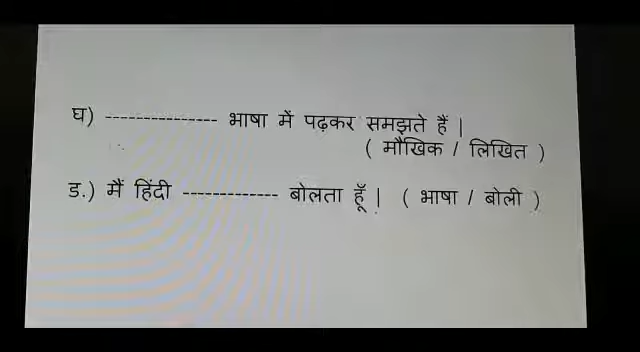 घ) --------------- भाषा में पढ़कर समझते हैं |
( मौखिक / लिखित )
ड.) मैं हिंदी ------------- बोलता हूँ | ( भाषा / बोली )